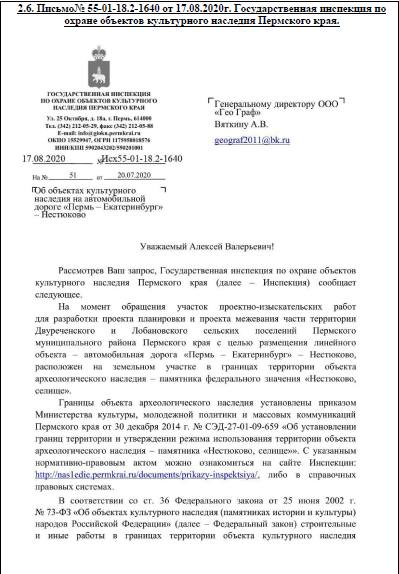 2.6. Письмо№ 55-01-18.2-1640 от 17.08.2020г. Государственная инспекция по
охране объектов культурного наследия Пермского края.
ГОСУДАРСТВЕННАЯ ИНСПЕКЦИЯ
ПО ОХРАНЕ ОБЪЕКТОВ КУЛЬТУРНОГО
НАСЛЕДИЯ ПЕРМСКОГО КРАЯ
Ул. 25 Октября, д. 18а, г. Пермь, 614000
Тел. (342) 212-05-29, факс (342) 212-05-88
E-mail: info@giokn.permkrai.ru
ОКПО 15529947, ОГРН 1175958018576
ИНН/КПП 5902043202/590201001
17.08.2020 Исх55-01-18.2-1640
На № 51 от 20.07.2020
Об объектах культурного
наследия на автомобильной
дороге «Пермь – Екатеринбург»
– Нестюково
Генеральному директору ООО
«Гео Граф»
Вяткину А.В.
geograf2011@bk.ru
Уважаемый Алексей Валерьевич!
Рассмотрев Ваш запрос, Государственная инспекция по охране объектов
культурного наследия Пермского края (далее – Инспекция) сообщает
следующее.
На момент обращения участок проектно-изыскательских работ
для разработки проекта планировки и проекта межевания части территории
Двуреченского и Лобановского сельских поселений Пермского
муниципального района Пермского края с целью размещения линейного
объекта – автомобильная дорога «Пермь – Екатеринбург» – Нестюково,
расположен на земельном участке в границах территории объекта
археологического наследия – памятника федерального значения «Нестюково,
селище».
Границы объекта археологического наследия установлены приказом
Министерства культуры, молодежной политики и массовых коммуникаций
Пермского края от 30 декабря 2014 г. № СЭД-27-01-09-659 «Об установлении
границ территории и утверждении режима использования территории объекта
археологического наследия – памятника «Нестюково, селище»». С указанным
нормативно-правовым актом можно ознакомиться на сайте Инспекции:
http://nasledie.permkrai.ru/documents/prikazy-inspektsiya/, либо в справочных
правовых системах.
В соответствии со ст. 36 Федерального закона от 25 июня 2002 г.
№ 73-ФЗ «Об объектах культурного наследия (памятниках истории и культуры)
народов Российской Федерации» (далее – Федеральный закон) строительные
и иные работы в границах территории объекта культурного наследия